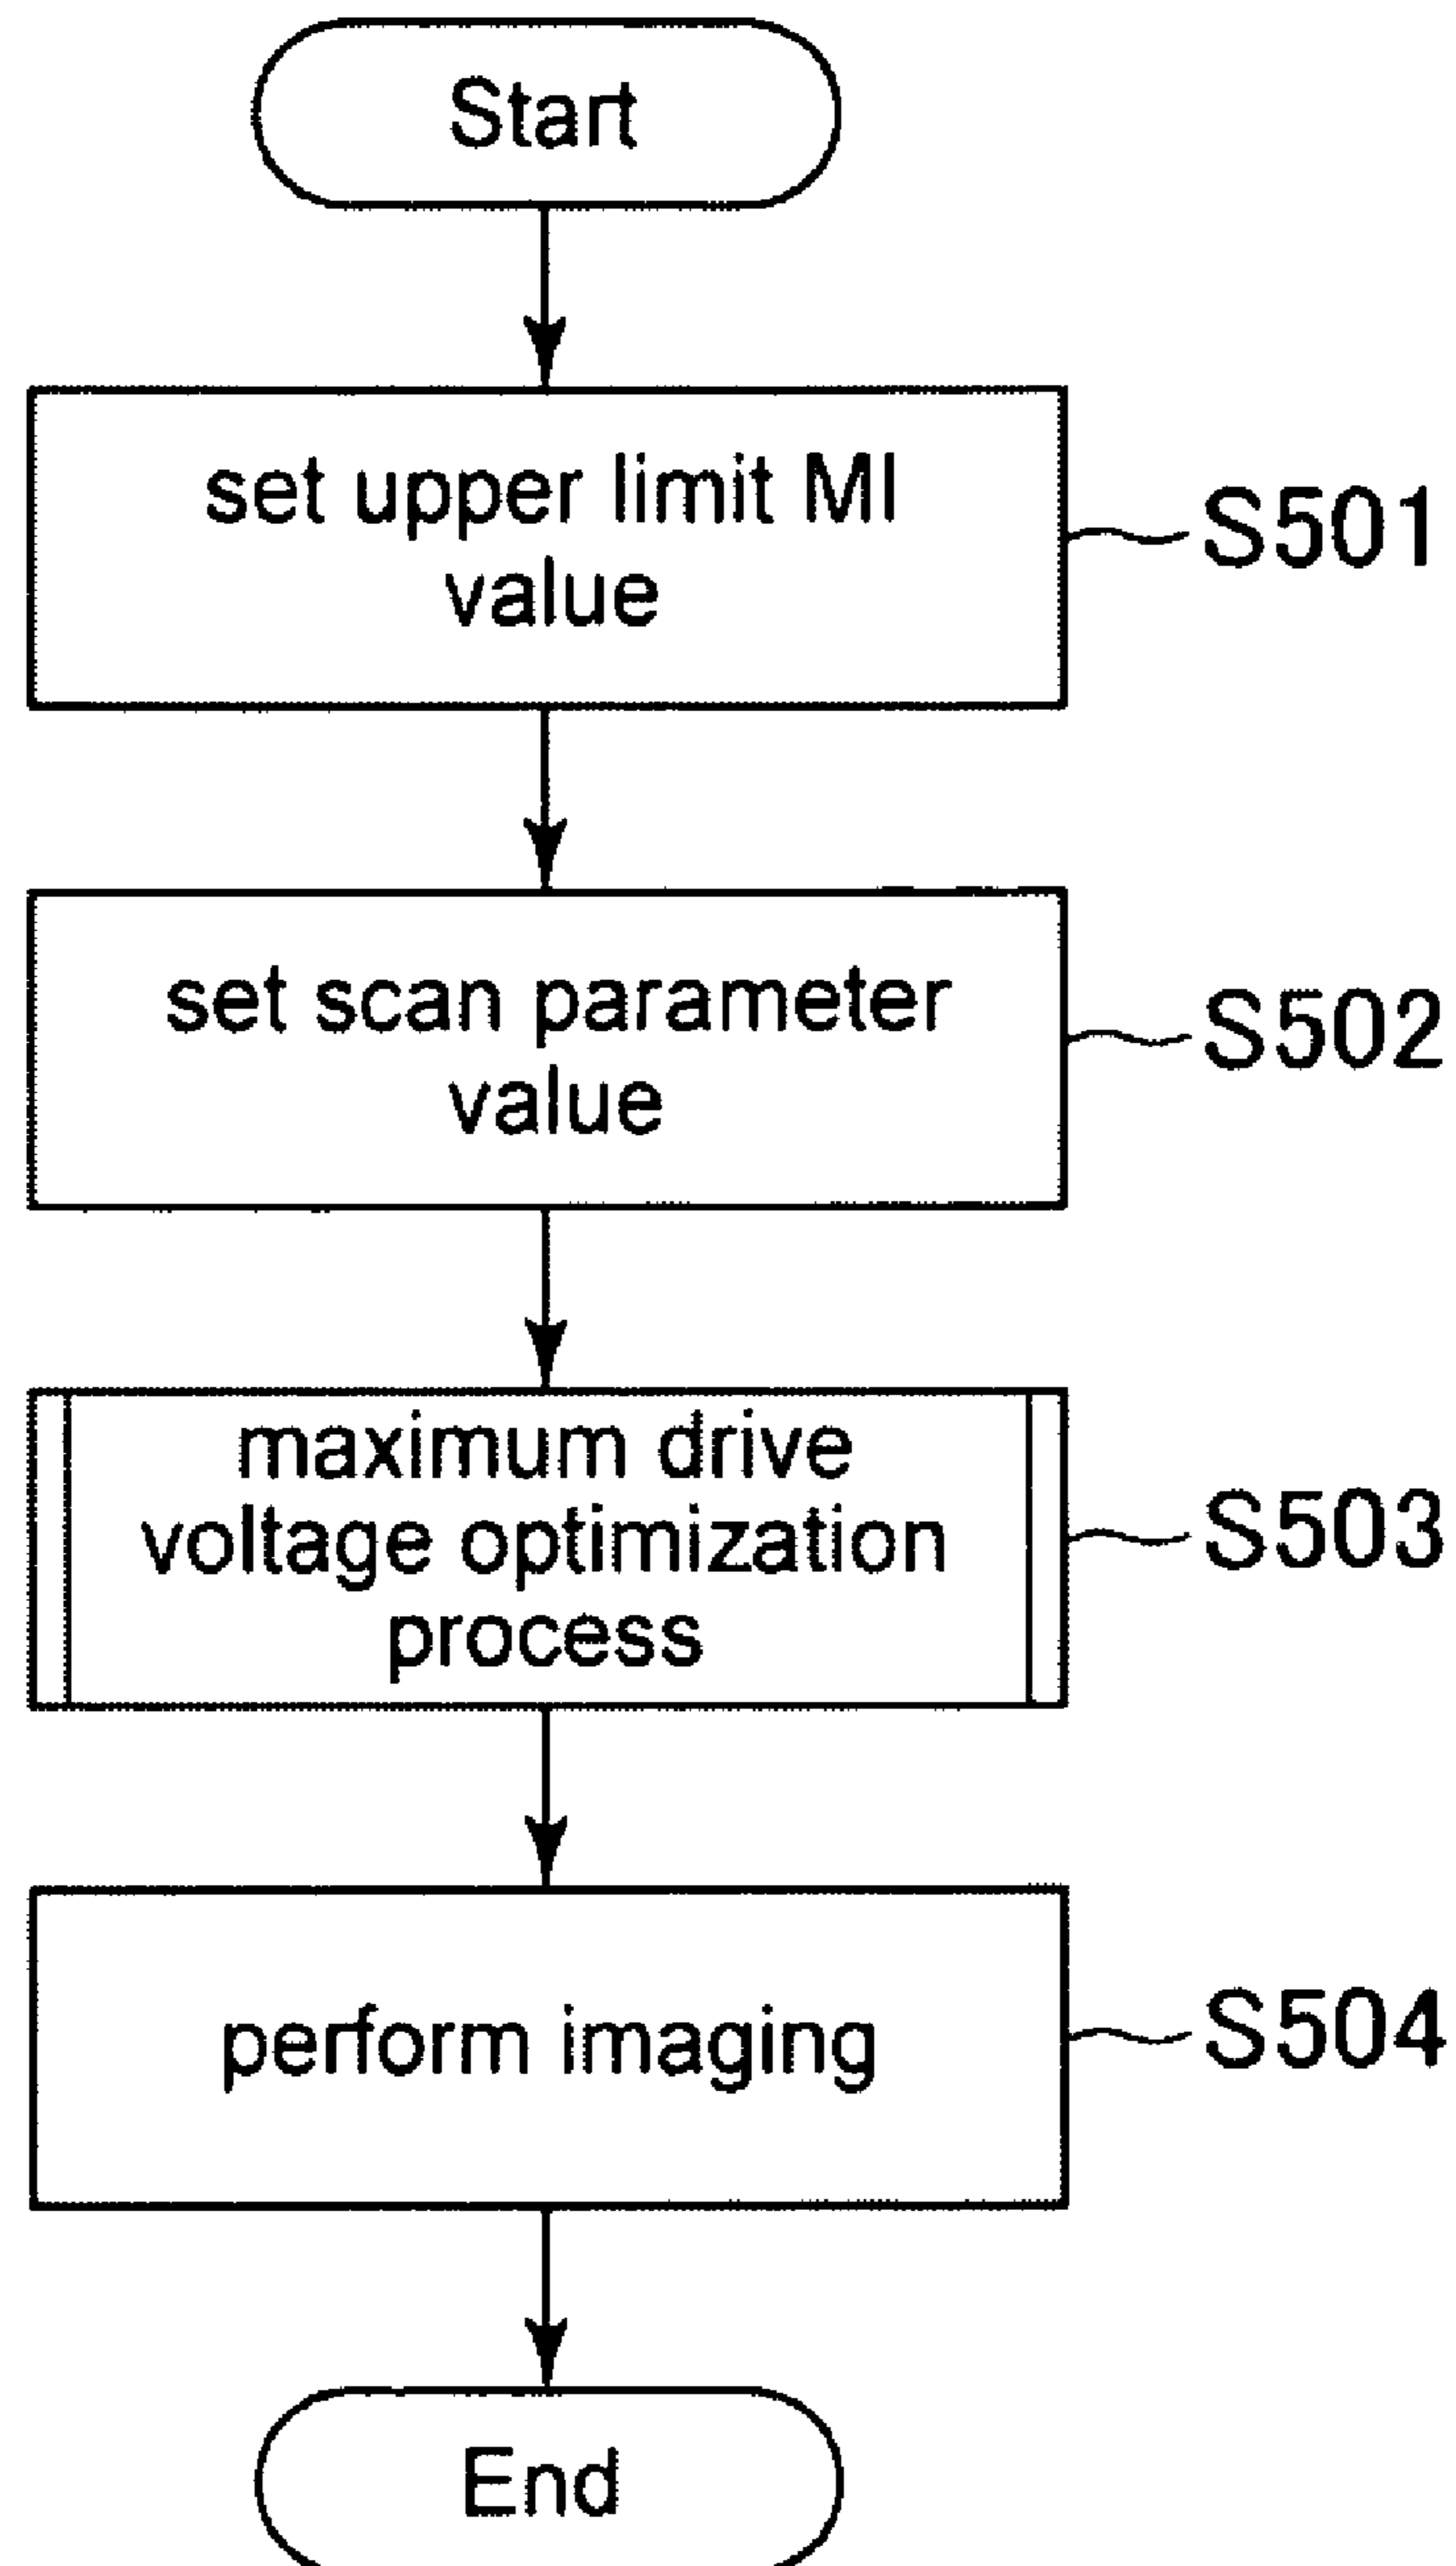 Start
set upper limit MI
value
S501
set scan parameter
value
S502
maximum drive
voltage optimization
process
S503
perform imaging
S504
End